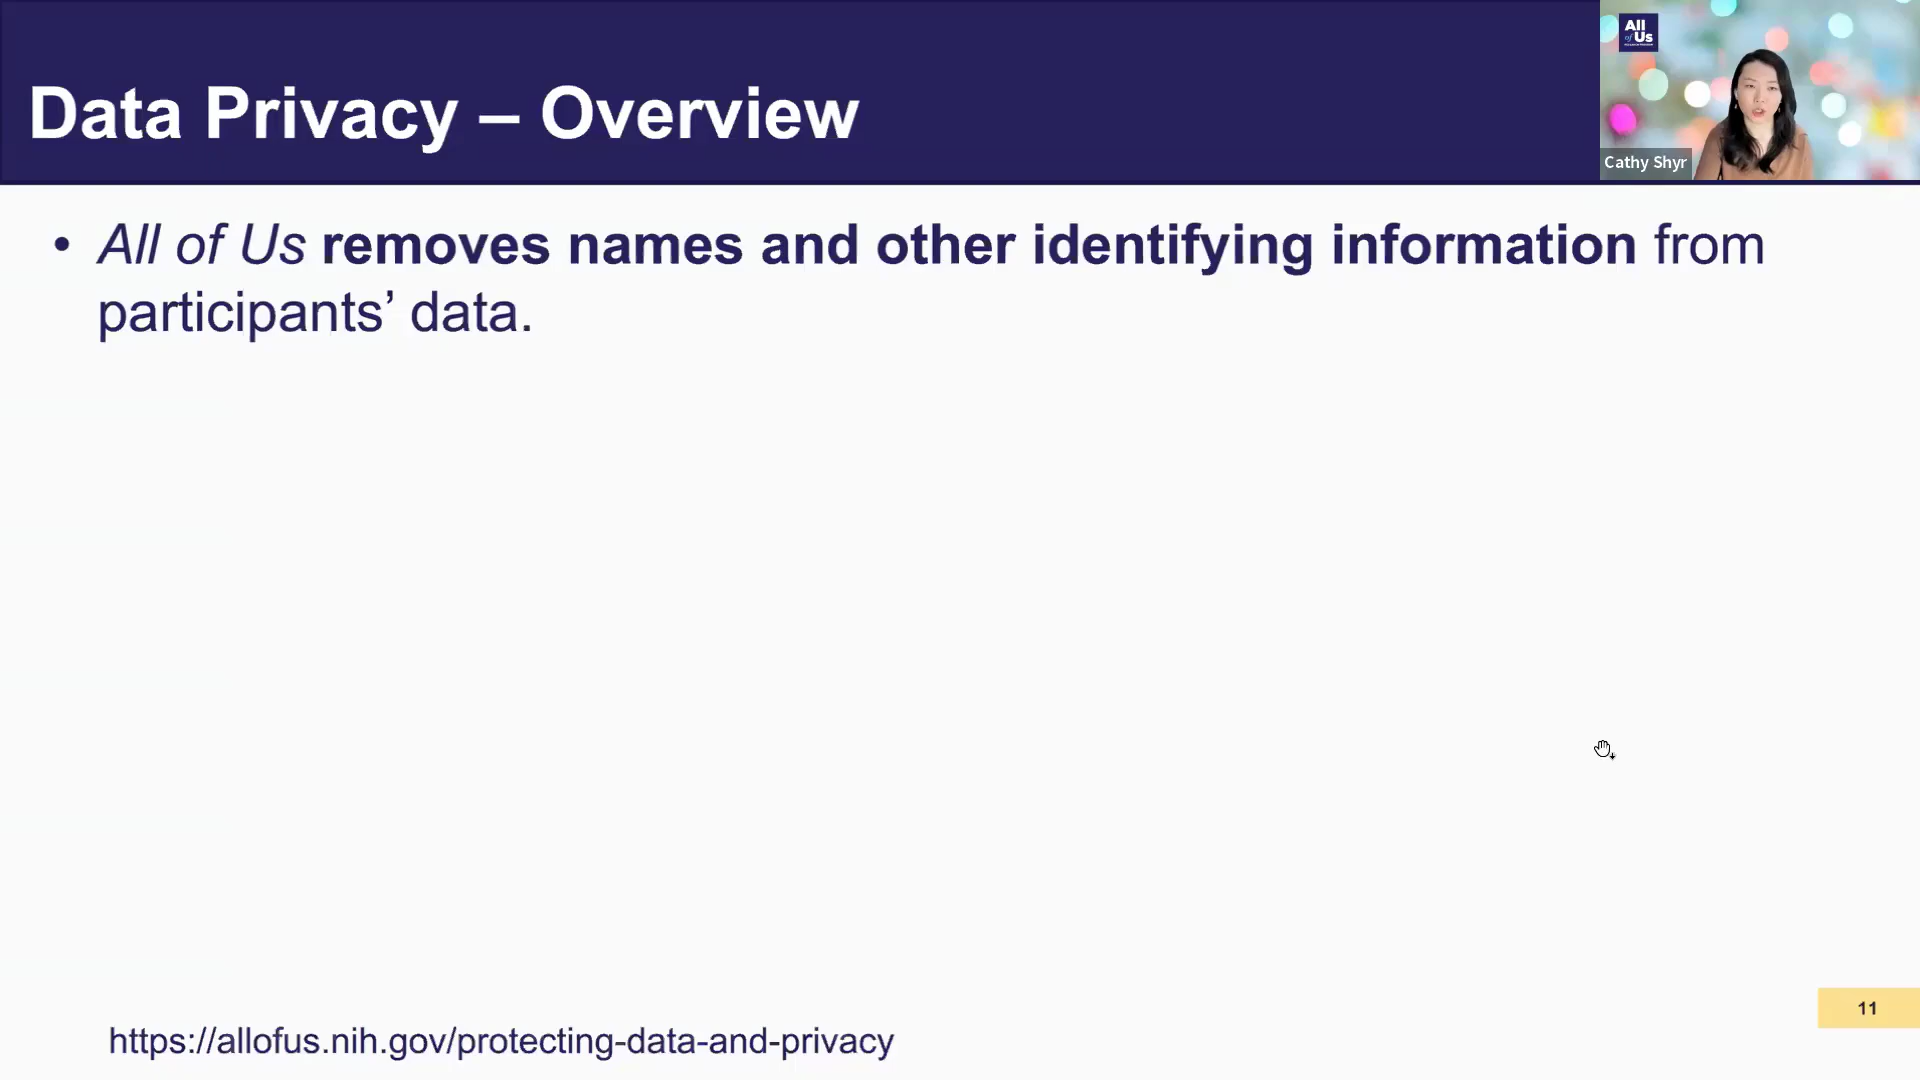 Data Privacy – Overview
All
of Us
Cathy Shyr
• All of Us removes names and other identifying information from
participants’ data.
11
https://allofus.nih.gov/protecting-data-and-privacy